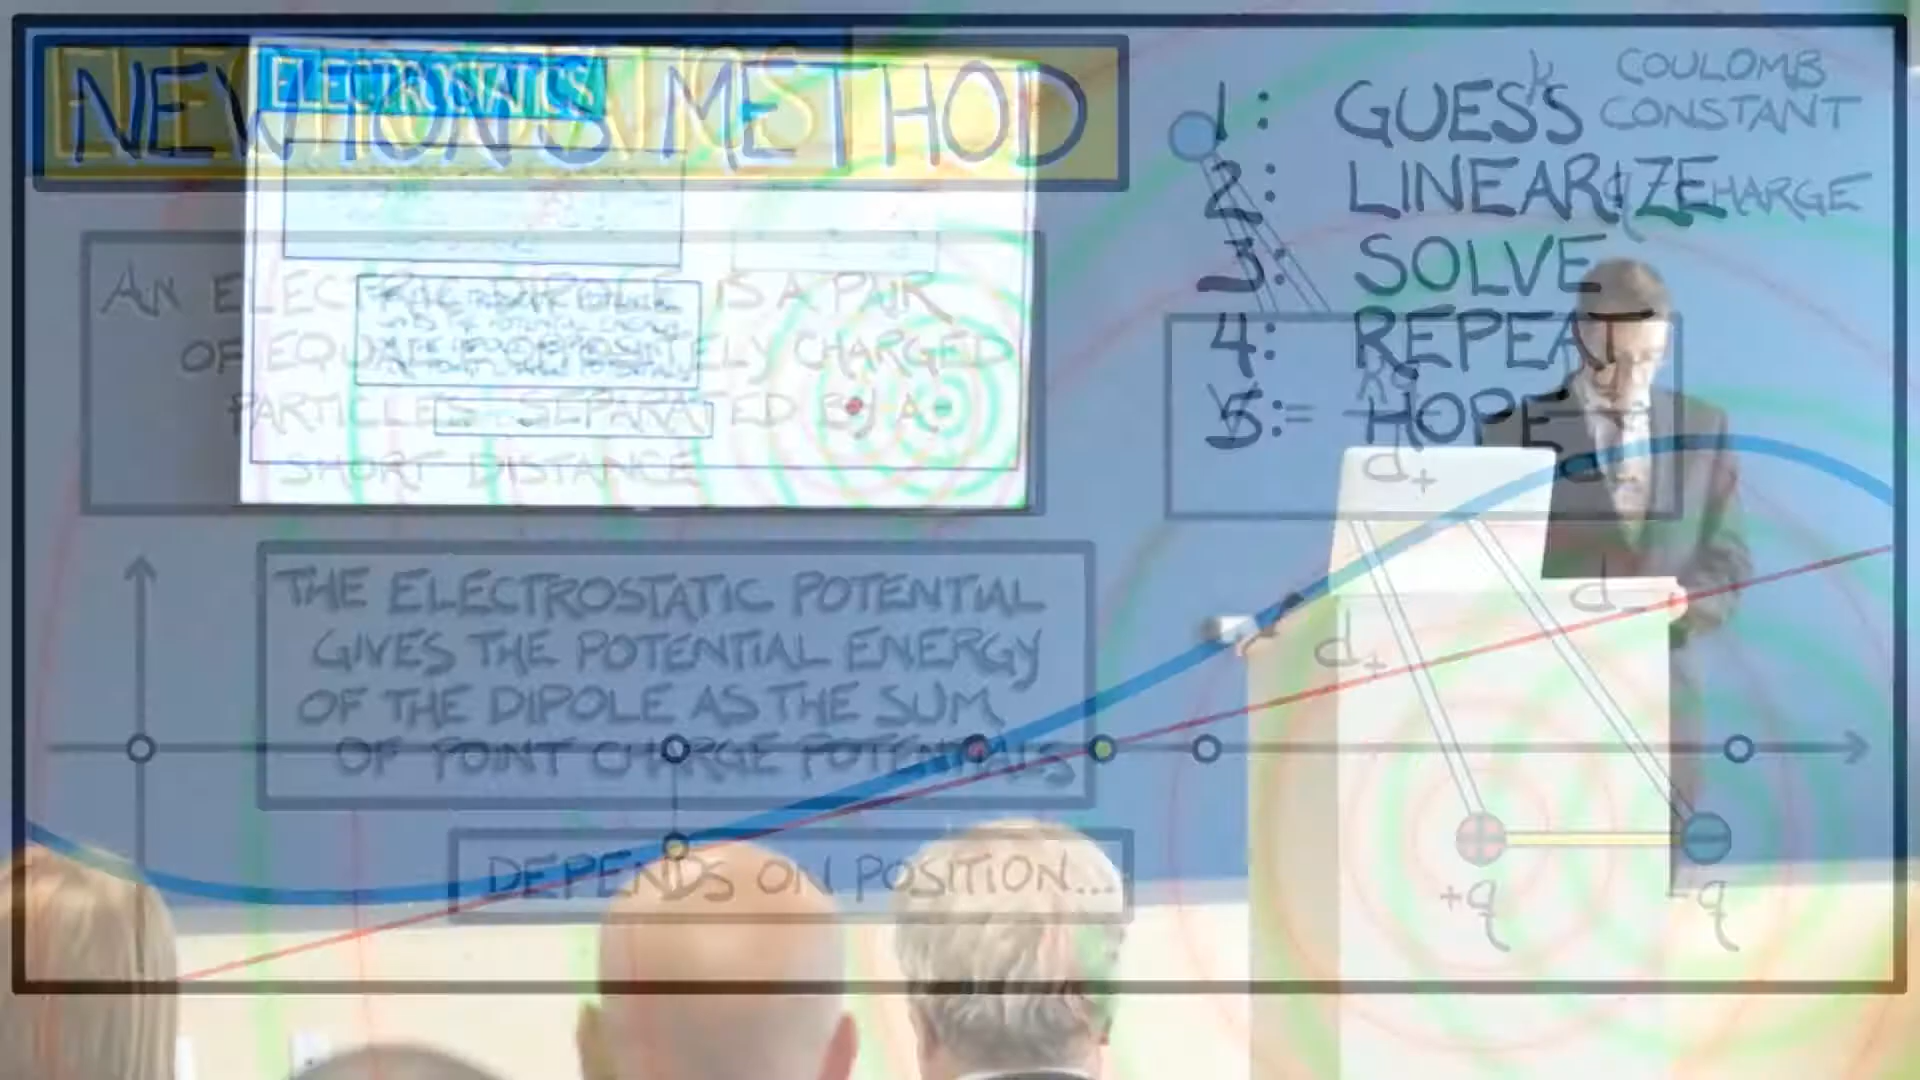 NEWTON'S METHOD
ELECTROSTATICS
1: GUESS
2: LINEARIZE
3: SOLVE
4: REPEAT
5: HOPE
k COULOMB
CONSTANT
q CHARGE
AN ELECTRIC DIPOLE IS A PAIR
OF EQUAL OPPOSITELY CHARGED
PARTICLES SEPARATED BY A
SHORT DISTANCE
V =
d+
d-
THE ELECTROSTATIC POTENTIAL
GIVES THE POTENTIAL ENERGY
OF THE DIPOLE AS THE SUM
OF POINT CHARGE POTENTIALS
DEPENDS ON POSITION...
d+
d-
+q
-q